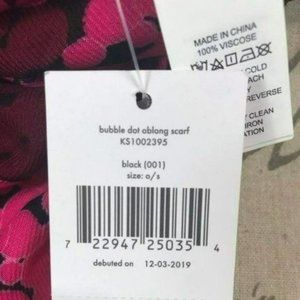 MADE IN CHINA
100% VISCOSE
COLD
REVERSE
CLEAN
IRON
bubble dot oblong scarf
KS1002395
black (001)
size: o/s
7 22947 25035 4
debuted on 12-03-2019